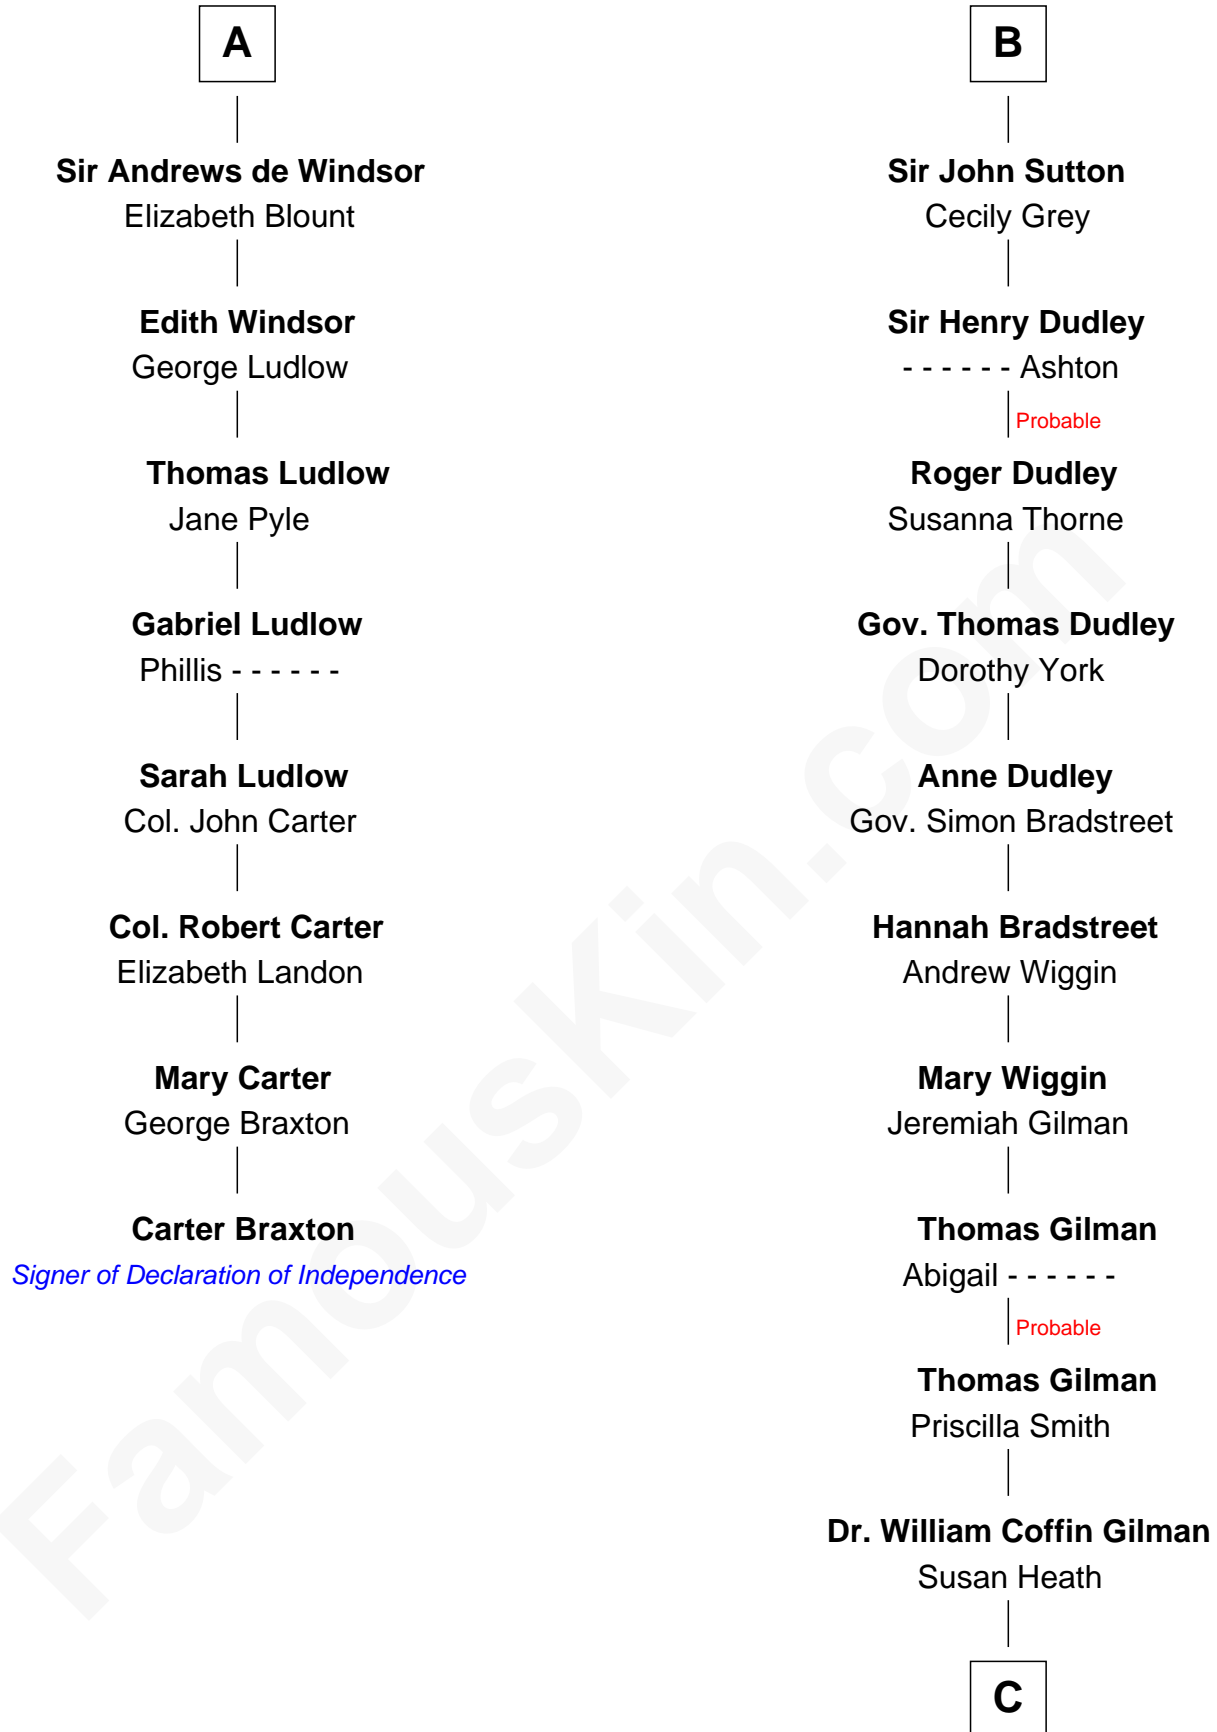 A
Sir Andrews de Windsor
Elizabeth Blount
Edith Windsor
George Ludlow
Thomas Ludlow
Jane Pyle
Gabriel Ludlow
Phillis - - - - - -
Sarah Ludlow
Col. John Carter
Col. Robert Carter
Elizabeth Landon
Mary Carter
George Braxton
Carter Braxton
Signer of Declaration of Independence
B
Sir John Sutton
Cecily Grey
Sir Henry Dudley
- - - - - - Ashton
Probable
Roger Dudley
Susanna Thorne
Gov. Thomas Dudley
Dorothy York
Anne Dudley
Gov. Simon Bradstreet
Hannah Bradstreet
Andrew Wiggin
Mary Wiggin
Jeremiah Gilman
Thomas Gilman
Abigail - - - - - -
Probable
Thomas Gilman
Priscilla Smith
Dr. William Coffin Gilman
Susan Heath
C
FamousKin.com